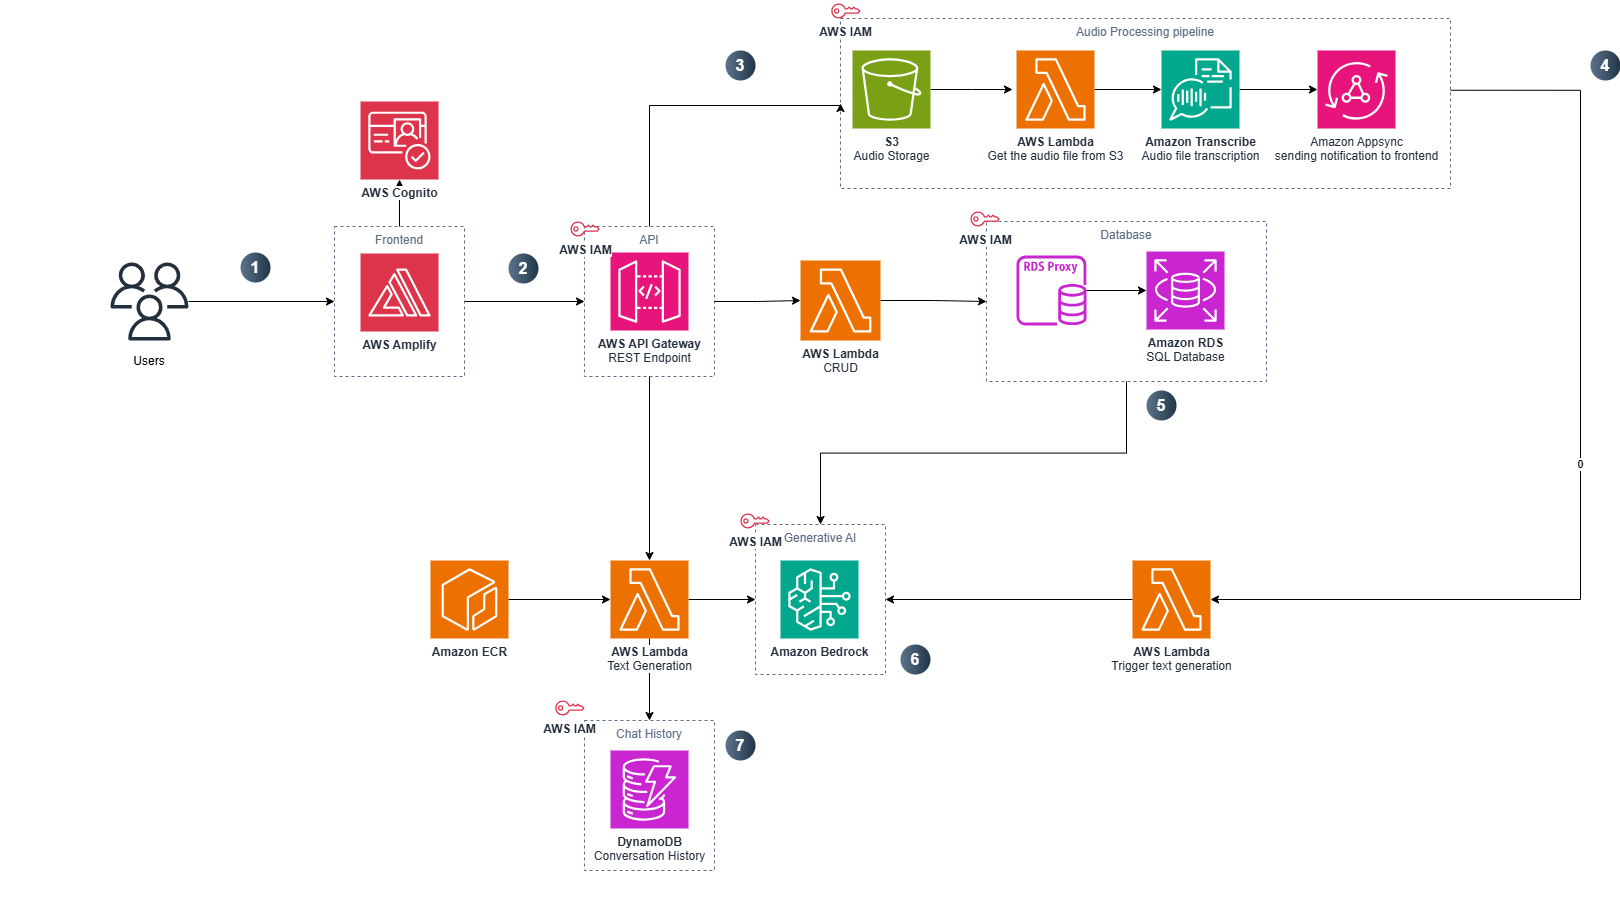 AWS IAM
Audio Processing pipeline
3
4
S3
Audio Storage
AWS Lambda
Get the audio file from S3
Amazon Transcribe
Audio file transcription
Amazon Appsync
sending notification to frontend
AWS Cognito
1
Users
Frontend
AWS Amplify
2
AWS IAM
API
</>
AWS API Gateway
REST Endpoint
AWS Lambda
CRUD
AWS IAM
Database
RDS Proxy
Amazon RDS
SQL Database
5
0
Amazon ECR
AWS Lambda
Text Generation
AWS IAM
Generative AI
Amazon Bedrock
6
AWS Lambda
Trigger text generation
AWS IAM
Chat History
7
DynamoDB
Conversation History